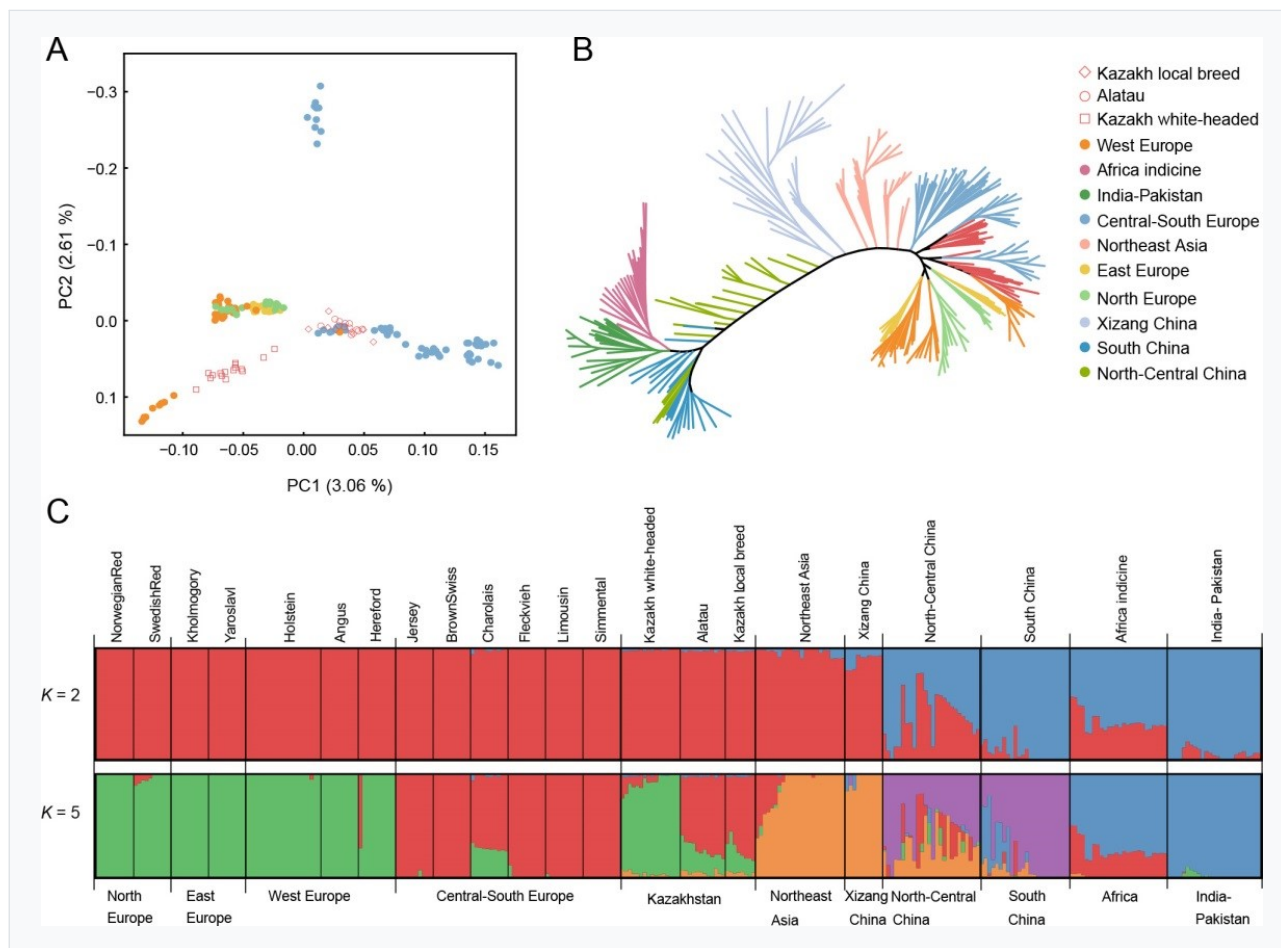 A
B
PC2 (2.61 %)
−0.3
−0.2
−0.1
0.0
0.1
−0.10
−0.05
0.00
0.05
0.10
0.15
PC1 (3.06 %)
Kazakh local breed
Alatau
Kazakh white-headed
West Europe
Africa indicine
India-Pakistan
Central-South Europe
Northeast Asia
East Europe
North Europe
Xizang China
South China
North-Central China
C
NorwegianRed
SwedishRed
Kholmogory
Yaroslavl
Holstein
Angus
Hereford
Jersey
BrownSwiss
Charolais
Fleckvieh
Limousin
Simmental
Kazakh white-headed
Alatau
Kazakh local breed
Northeast Asia
Xizang China
North-Central China
South China
Africa indicine
India- Pakistan
K = 2
K = 5
North
Europe
East
Europe
West Europe
Central-South Europe
Kazakhstan
Northeast
Asia
Xizang
China
North-Central
China
South
China
Africa
India-
Pakistan